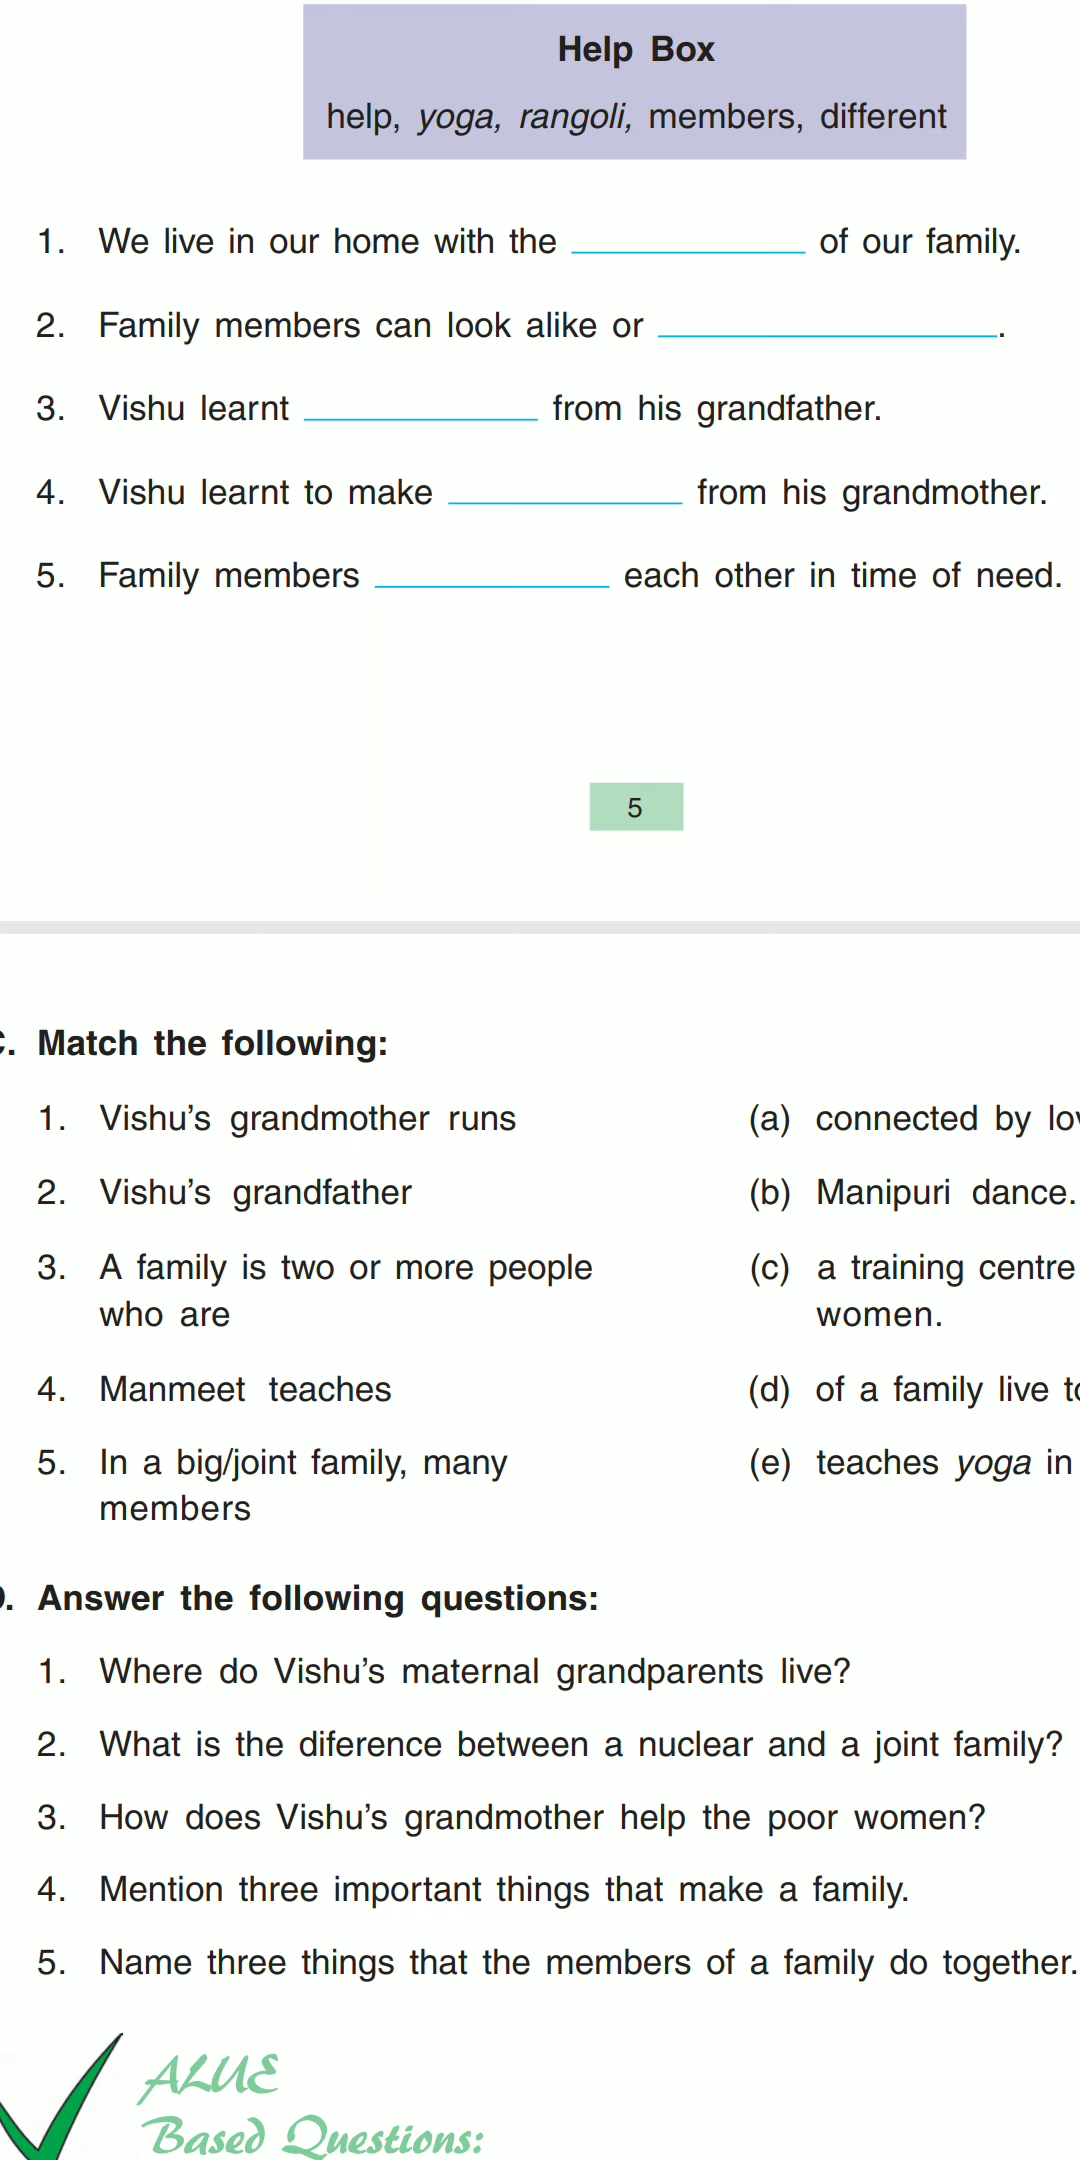 Help Box
help, yoga, rangoli, members, different
1. We live in our home with the ____________ of our family.
2. Family members can look alike or __________________.
3. Vishu learnt ____________ from his grandfather.
4. Vishu learnt to make ____________ from his grandmother.
5. Family members ____________ each other in time of need.
5
Match the following:
1. Vishu's grandmother runs (a) connected by
2. Vishu's grandfather (b) Manipuri dance.
3. A family is two or more people (c) a training centre
who are women.
4. Manmeet teaches (d) of a family live
5. In a big/joint family, many (e) teaches yoga in
members
Answer the following questions:
1. Where do Vishu's maternal grandparents live?
2. What is the diference between a nuclear and a joint family?
3. How does Vishu's grandmother help the poor women?
4. Mention three important things that make a family.
5. Name three things that the members of a family do together.
ALUE
Based Questions: